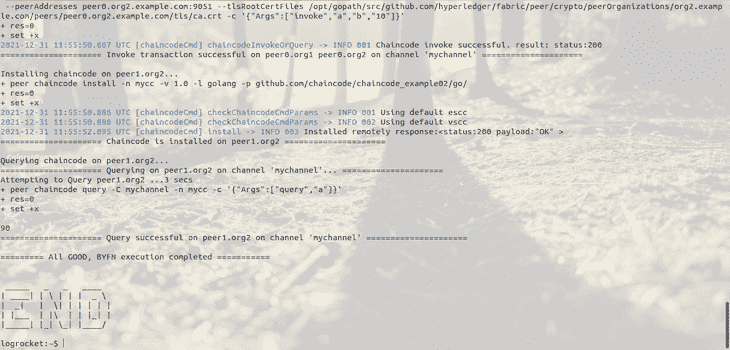 --peerAddresses peer0.org2.example.com:9051 --tlsRootCertFiles /opt/gopath/src/github.com/hyperledger/fabric/peer/crypto/peerOrganizations/org2.examp
le.com/peers/peer0.org2.example.com/tls/ca.crt -c '{"Args":["invoke","a","b","10"]}'
+ res=0
+ set +x
2021-12-31 11:55:50.667 UTC [chaincodeCmd] chaincodeInvokeOrQuery -> INFO 001 Chaincode invoke successful. result: status:200
===================== Invoke transaction successful on peer0.org1 peer0.org2 on channel 'mychannel' =====================
Installing chaincode on peer1.org2...
+ peer chaincode install -n mycc -v 1.0 -l golang -p github.com/chaincode/chaincode_example02/go/
+ res=0
+ set +x
2021-12-31 11:55:50.886 UTC [chaincodeCmd] checkChaincodeCmdParams -> INFO 001 Using default escc
2021-12-31 11:55:50.886 UTC [chaincodeCmd] checkChaincodeCmdParams -> INFO 002 Using default vscc
2021-12-31 11:55:52.095 UTC [chaincodeCmd] install -> INFO 003 Installed remotely response:<status:200 payload:"OK" >
===================== Chaincode is installed on peer1.org2 =====================
Querying chaincode on peer1.org2...
===================== Querying on peer1.org2 on channel 'mychannel'... =====================
Attempting to Query peer1.org2 ...3 secs
+ peer chaincode query -C mychannel -n mycc -c '{"Args":["query","a"]}'
+ res=0
+ set +x
90
===================== Query successful on peer1.org2 on channel 'mychannel' =====================
========= All GOOD, BYFN execution completed ===========
END
logrocket:~$